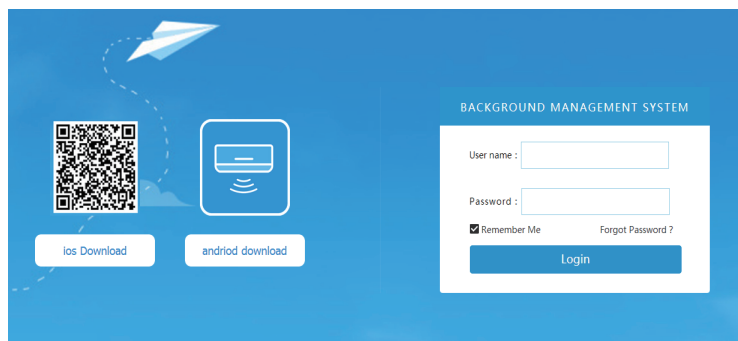 BACKGROUND MANAGEMENT SYSTEM
User name :
Password :
Remember Me Forgot Password ?
Login
ios Download andriod download